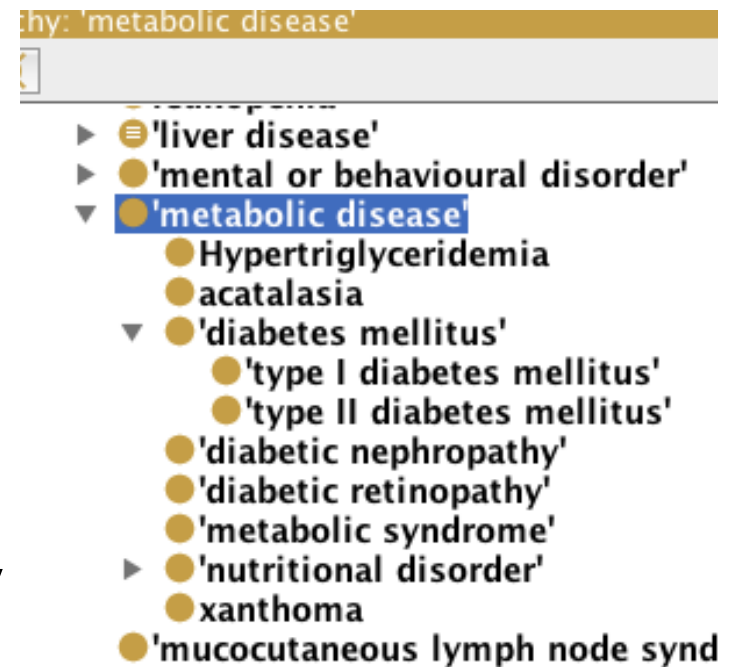 thy: 'metabolic disease'
'liver disease'
'mental or behavioural disorder'
'metabolic disease'
Hypertriglyceridemia
acatalasia
'diabetes mellitus'
'type I diabetes mellitus'
'type II diabetes mellitus'
'diabetic nephropathy'
'diabetic retinopathy'
'metabolic syndrome'
'nutritional disorder'
xanthoma
'mucocutaneous lymph node synd